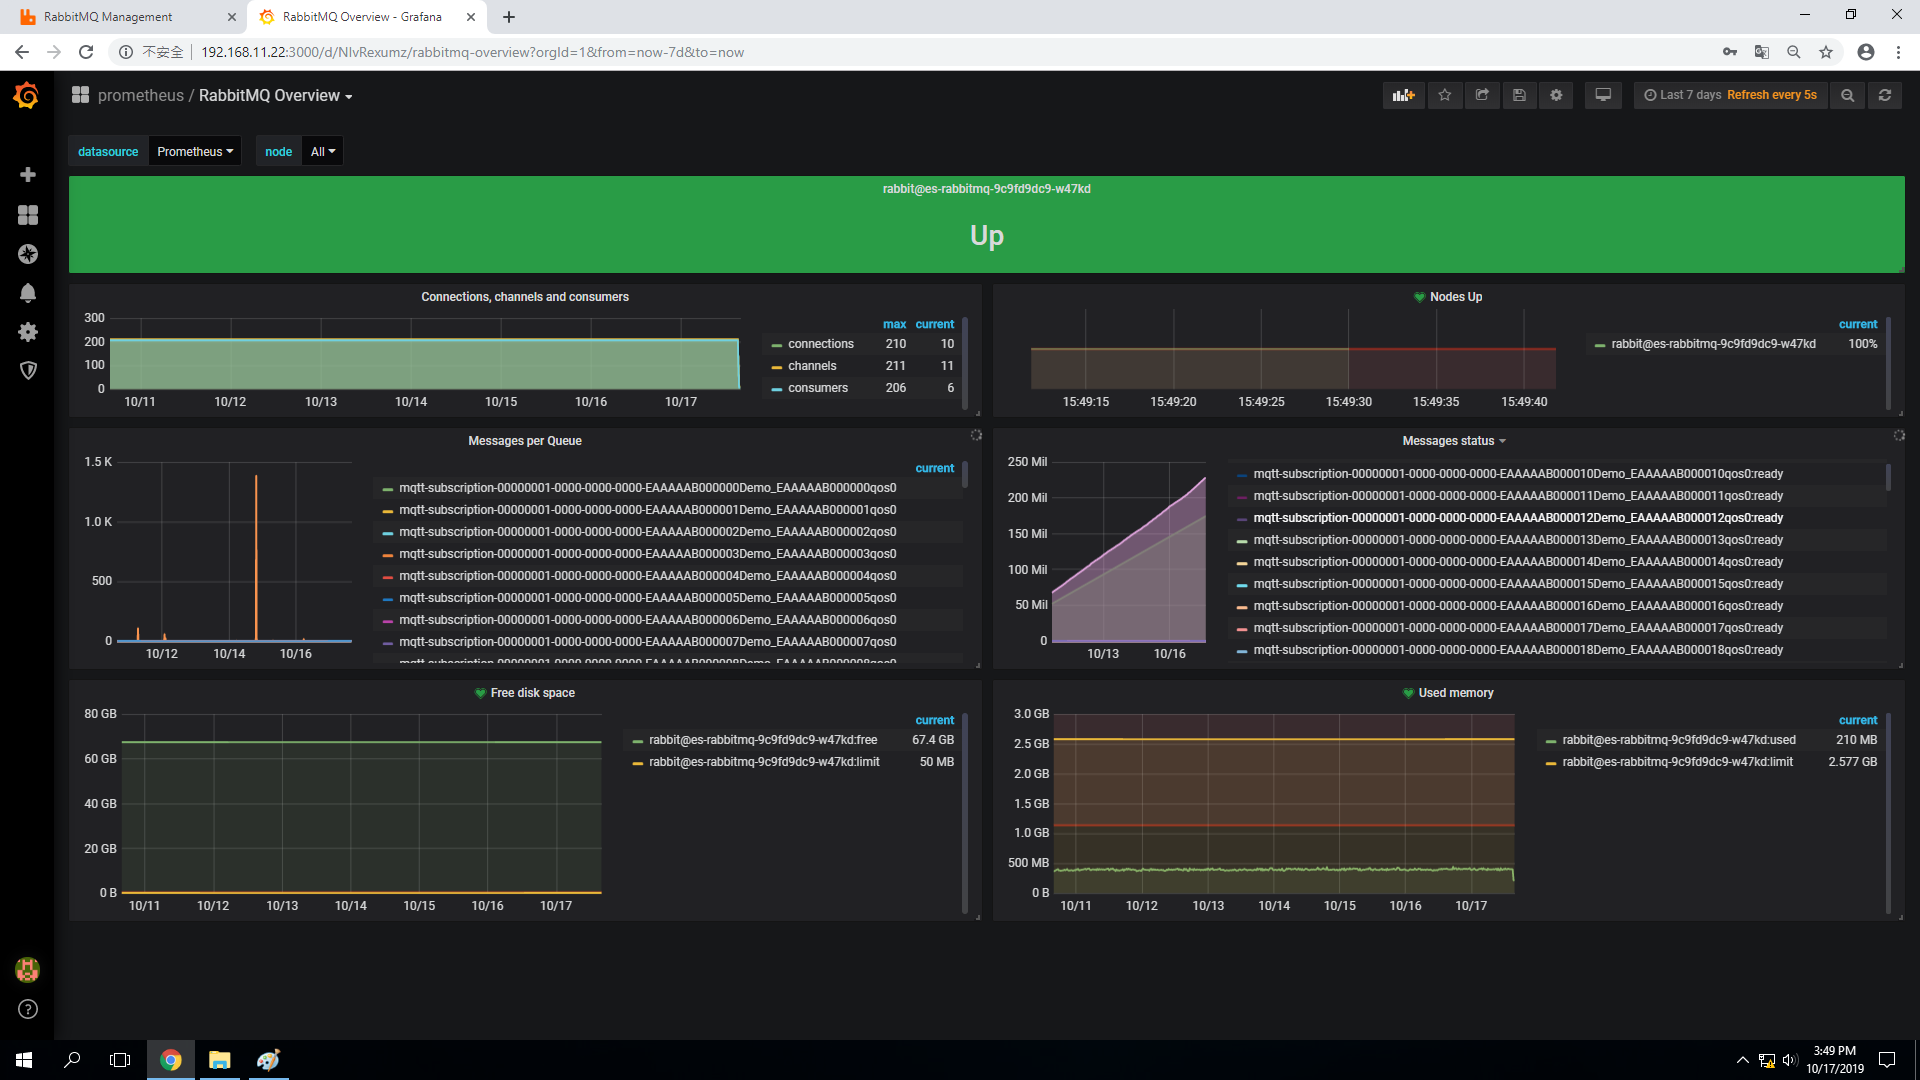 RabbitMQ Management
RabbitMQ Overview - Grafana
不安全
192.168.11.22:3000/d/NIvRexumz/rabbitmq-overview?orgId=1&from=now-7d&to=now
prometheus / RabbitMQ Overview
Last 7 days Refresh every 5s
datasource Prometheus node All
rabbit@es-rabbitmq-9c9fd9dc9-w47kd
Up
Connections, channels and consumers
300
200
100
0
10/11 10/12 10/13 10/14 10/15 10/16 10/17
max current
connections 210 10
channels 211 11
consumers 206 6
Nodes Up
15:49:15 15:49:20 15:49:25 15:49:30 15:49:35 15:49:40
current
rabbit@es-rabbitmq-9c9fd9dc9-w47kd 100%
Messages per Queue
1.5 K
1.0 K
500
0
10/12 10/14 10/16
current
mqtt-subscription-00000001-0000-0000-0000-EAAAAAB000000Demo_EAAAAAB000000qos0
mqtt-subscription-00000001-0000-0000-0000-EAAAAAB000001Demo_EAAAAAB000001qos0
mqtt-subscription-00000001-0000-0000-0000-EAAAAAB000002Demo_EAAAAAB000002qos0
mqtt-subscription-00000001-0000-0000-0000-EAAAAAB000003Demo_EAAAAAB000003qos0
mqtt-subscription-00000001-0000-0000-0000-EAAAAAB000004Demo_EAAAAAB000004qos0
mqtt-subscription-00000001-0000-0000-0000-EAAAAAB000005Demo_EAAAAAB000005qos0
mqtt-subscription-00000001-0000-0000-0000-EAAAAAB000006Demo_EAAAAAB000006qos0
mqtt-subscription-00000001-0000-0000-0000-EAAAAAB000007Demo_EAAAAAB000007qos0
Messages status
250 Mil
200 Mil
150 Mil
100 Mil
50 Mil
0
10/13 10/16
mqtt-subscription-00000001-0000-0000-0000-EAAAAAB000010Demo_EAAAAAB000010qos0:ready
mqtt-subscription-00000001-0000-0000-0000-EAAAAAB000011Demo_EAAAAAB000011qos0:ready
mqtt-subscription-00000001-0000-0000-0000-EAAAAAB000012Demo_EAAAAAB000012qos0:ready
mqtt-subscription-00000001-0000-0000-0000-EAAAAAB000013Demo_EAAAAAB000013qos0:ready
mqtt-subscription-00000001-0000-0000-0000-EAAAAAB000014Demo_EAAAAAB000014qos0:ready
mqtt-subscription-00000001-0000-0000-0000-EAAAAAB000015Demo_EAAAAAB000015qos0:ready
mqtt-subscription-00000001-0000-0000-0000-EAAAAAB000016Demo_EAAAAAB000016qos0:ready
mqtt-subscription-00000001-0000-0000-0000-EAAAAAB000017Demo_EAAAAAB000017qos0:ready
mqtt-subscription-00000001-0000-0000-0000-EAAAAAB000018Demo_EAAAAAB000018qos0:ready
Free disk space
80 GB
60 GB
40 GB
20 GB
0 B
10/11 10/12 10/13 10/14 10/15 10/16 10/17
current
rabbit@es-rabbitmq-9c9fd9dc9-w47kd:free 67.4 GB
rabbit@es-rabbitmq-9c9fd9dc9-w47kd:limit 50 MB
Used memory
3.0 GB
2.5 GB
2.0 GB
1.5 GB
1.0 GB
500 MB
0 B
10/11 10/12 10/13 10/14 10/15 10/16 10/17
current
rabbit@es-rabbitmq-9c9fd9dc9-w47kd:used 210 MB
rabbit@es-rabbitmq-9c9fd9dc9-w47kd:limit 2.577 GB
3:49 PM
10/17/2019